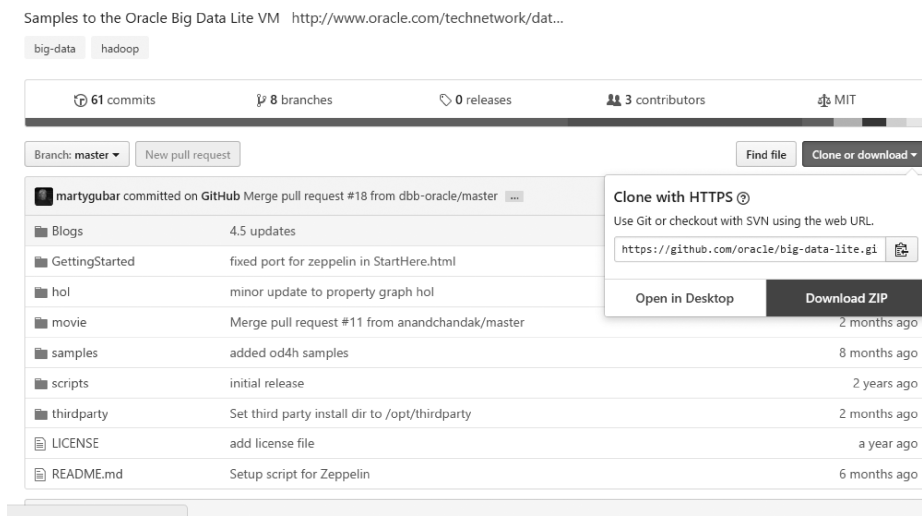 Samples to the Oracle Big Data Lite VM http://www.oracle.com/technetwork/dat...
big-data hadoop
61 commits 8 branches 0 releases 3 contributors MIT
Branch: master New pull request Find file Clone or download
martygubar committed on GitHub Merge pull request #18 from dbb-oracle/master ...
Clone with HTTPS
Use Git or checkout with SVN using the web URL.
https://github.com/oracle/big-data-lite.gi
Open in Desktop Download ZIP
Blogs 4.5 updates
GettingStarted fixed port for zeppelin in StartHere.html
hol minor update to property graph hol
movie Merge pull request #11 from anandchandak/master 2 months ago
samples added od4h samples 8 months ago
scripts initial release 2 years ago
thirdparty Set third party install dir to /opt/thirdparty 2 months ago
LICENSE add license file a year ago
README.md Setup script for Zeppelin 6 months ago